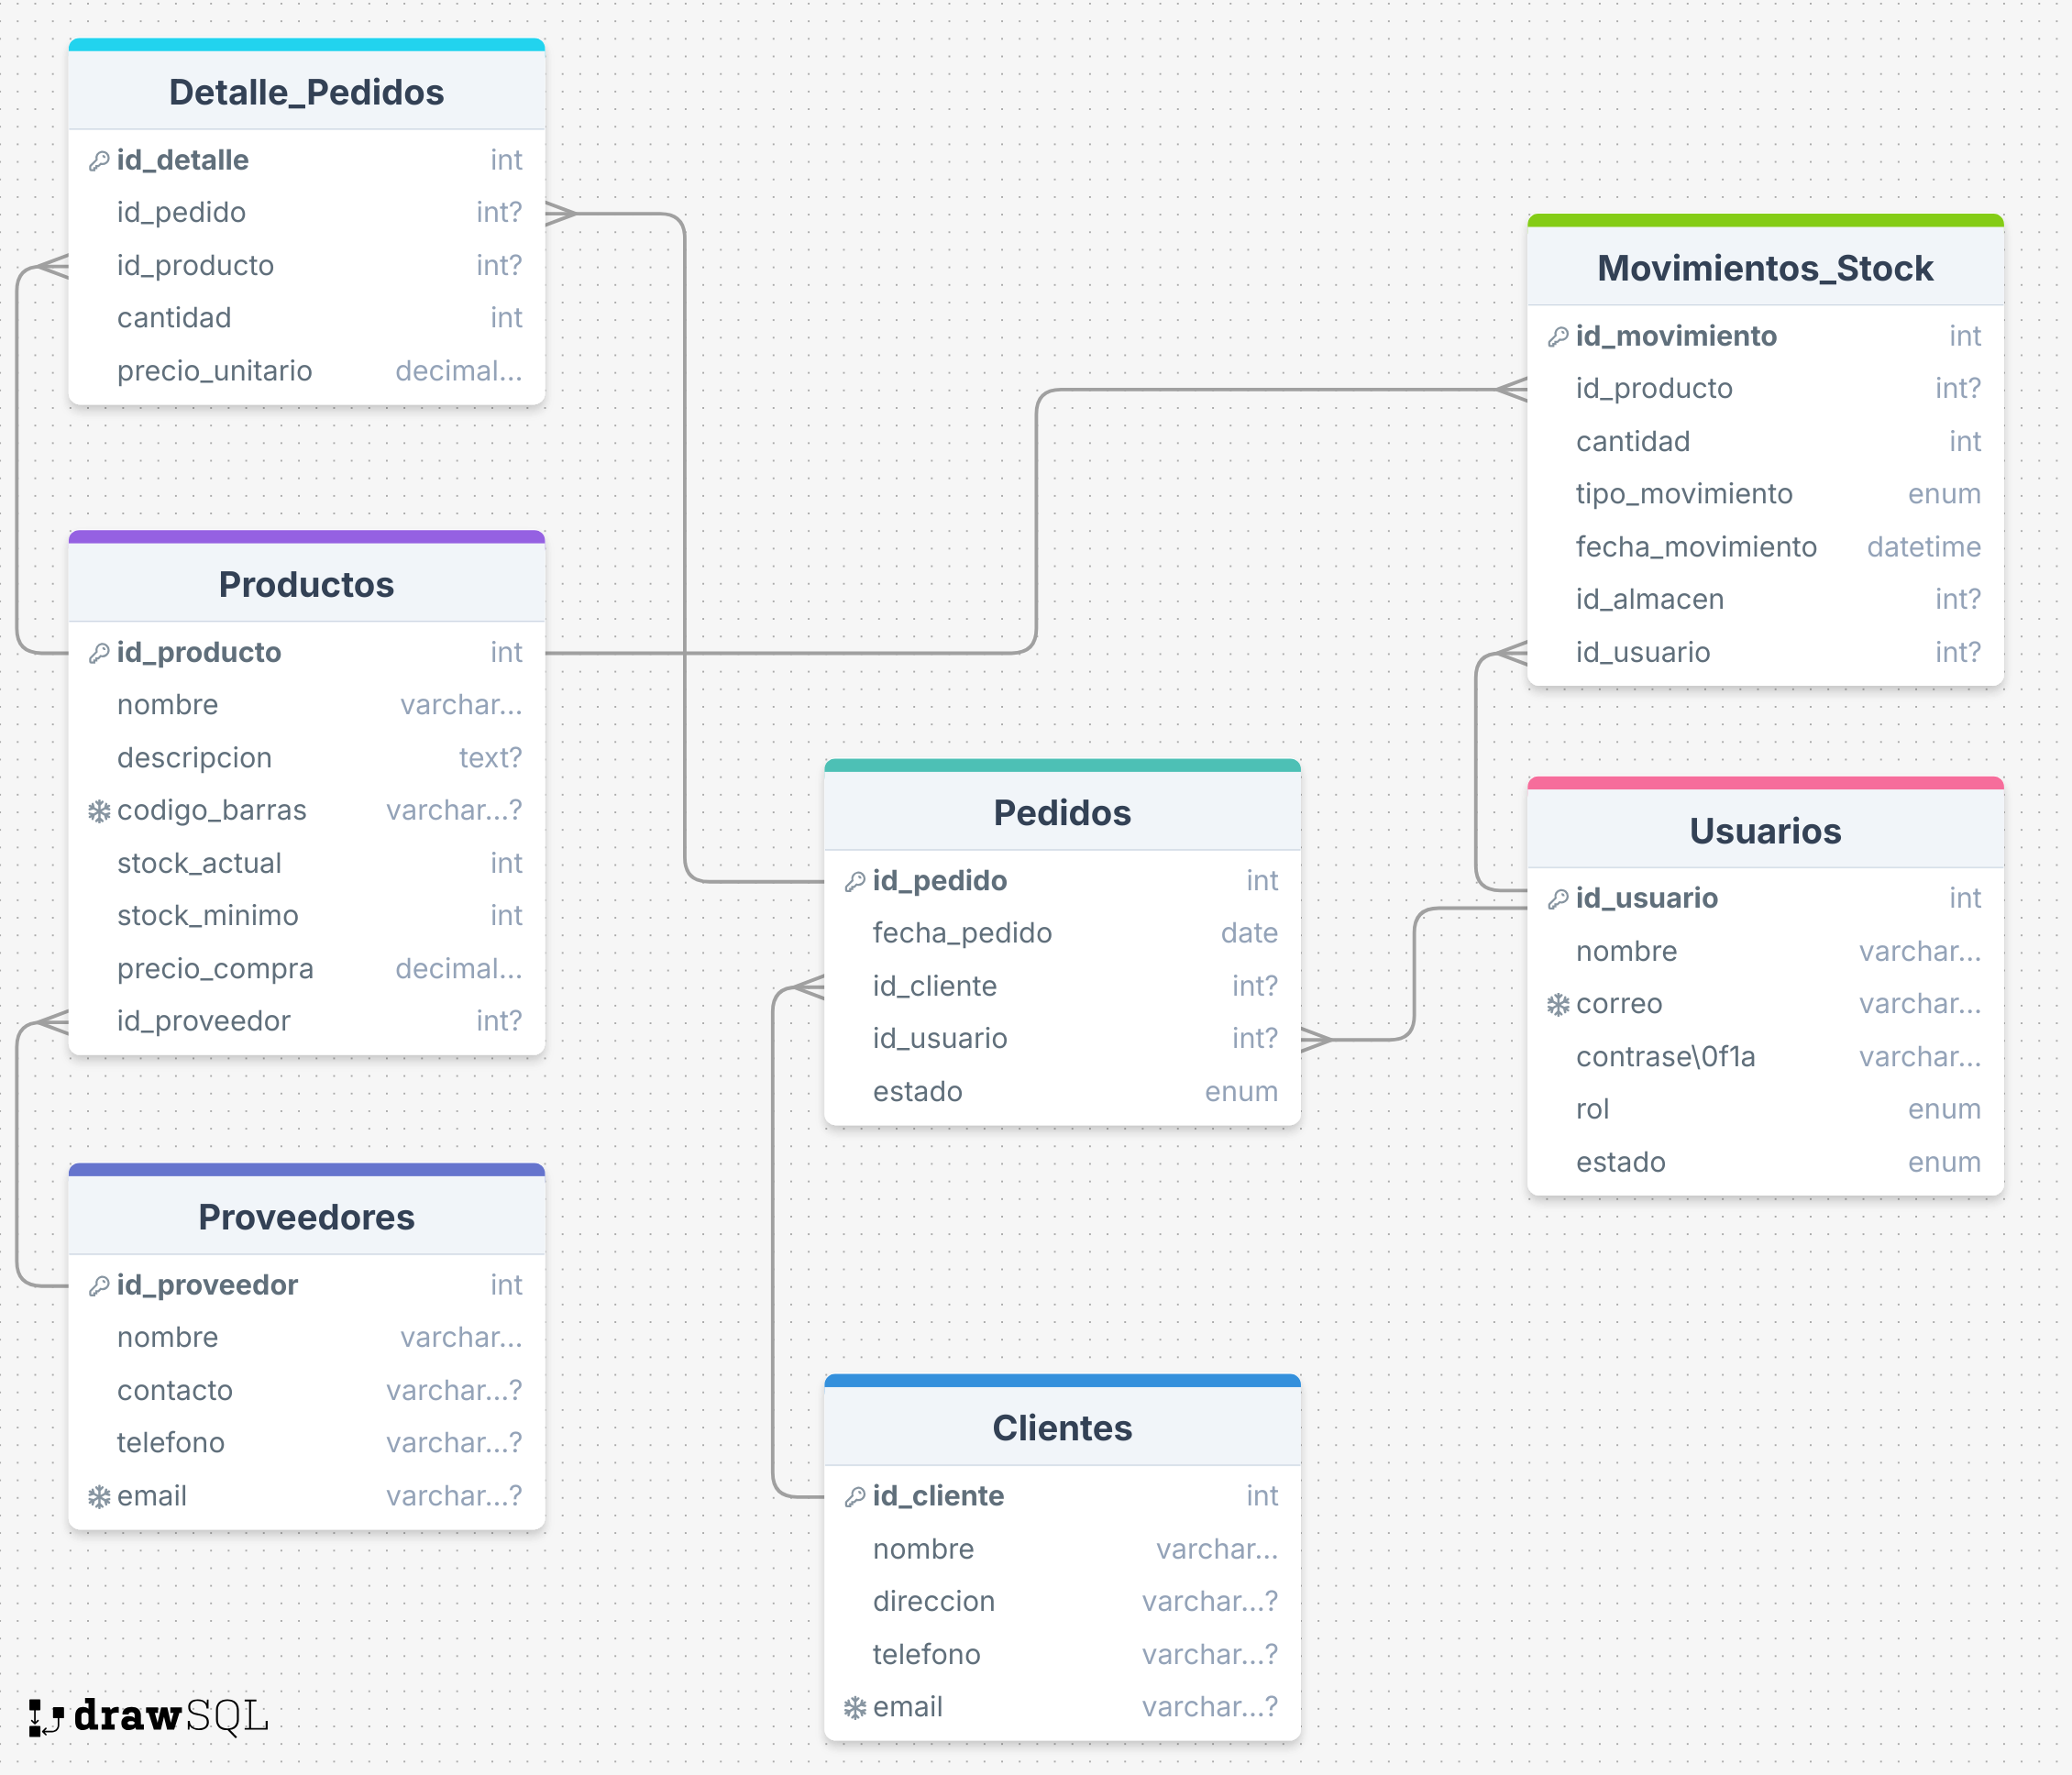 Detalle_Pedidos
id_detalle int
id_pedido int?
id_producto int?
cantidad int
precio_unitario decimal...
Productos
id_producto int
nombre varchar...
descripcion text?
codigo_barras varchar...?
stock_actual int
stock_minimo int
precio_compra decimal...
id_proveedor int?
Proveedores
id_proveedor int
nombre varchar...
contacto varchar...?
telefono varchar...?
email varchar...?
Pedidos
id_pedido int
fecha_pedido date
id_cliente int?
id_usuario int?
estado enum
Clientes
id_cliente int
nombre varchar...
direccion varchar...?
telefono varchar...?
email varchar...?
Movimientos_Stock
id_movimiento int
id_producto int?
cantidad int
tipo_movimiento enum
fecha_movimiento datetime
id_almacen int?
id_usuario int?
Usuarios
id_usuario int
nombre varchar...
correo varchar...
contrase\0f1a varchar...
rol enum
estado enum
drawSQL